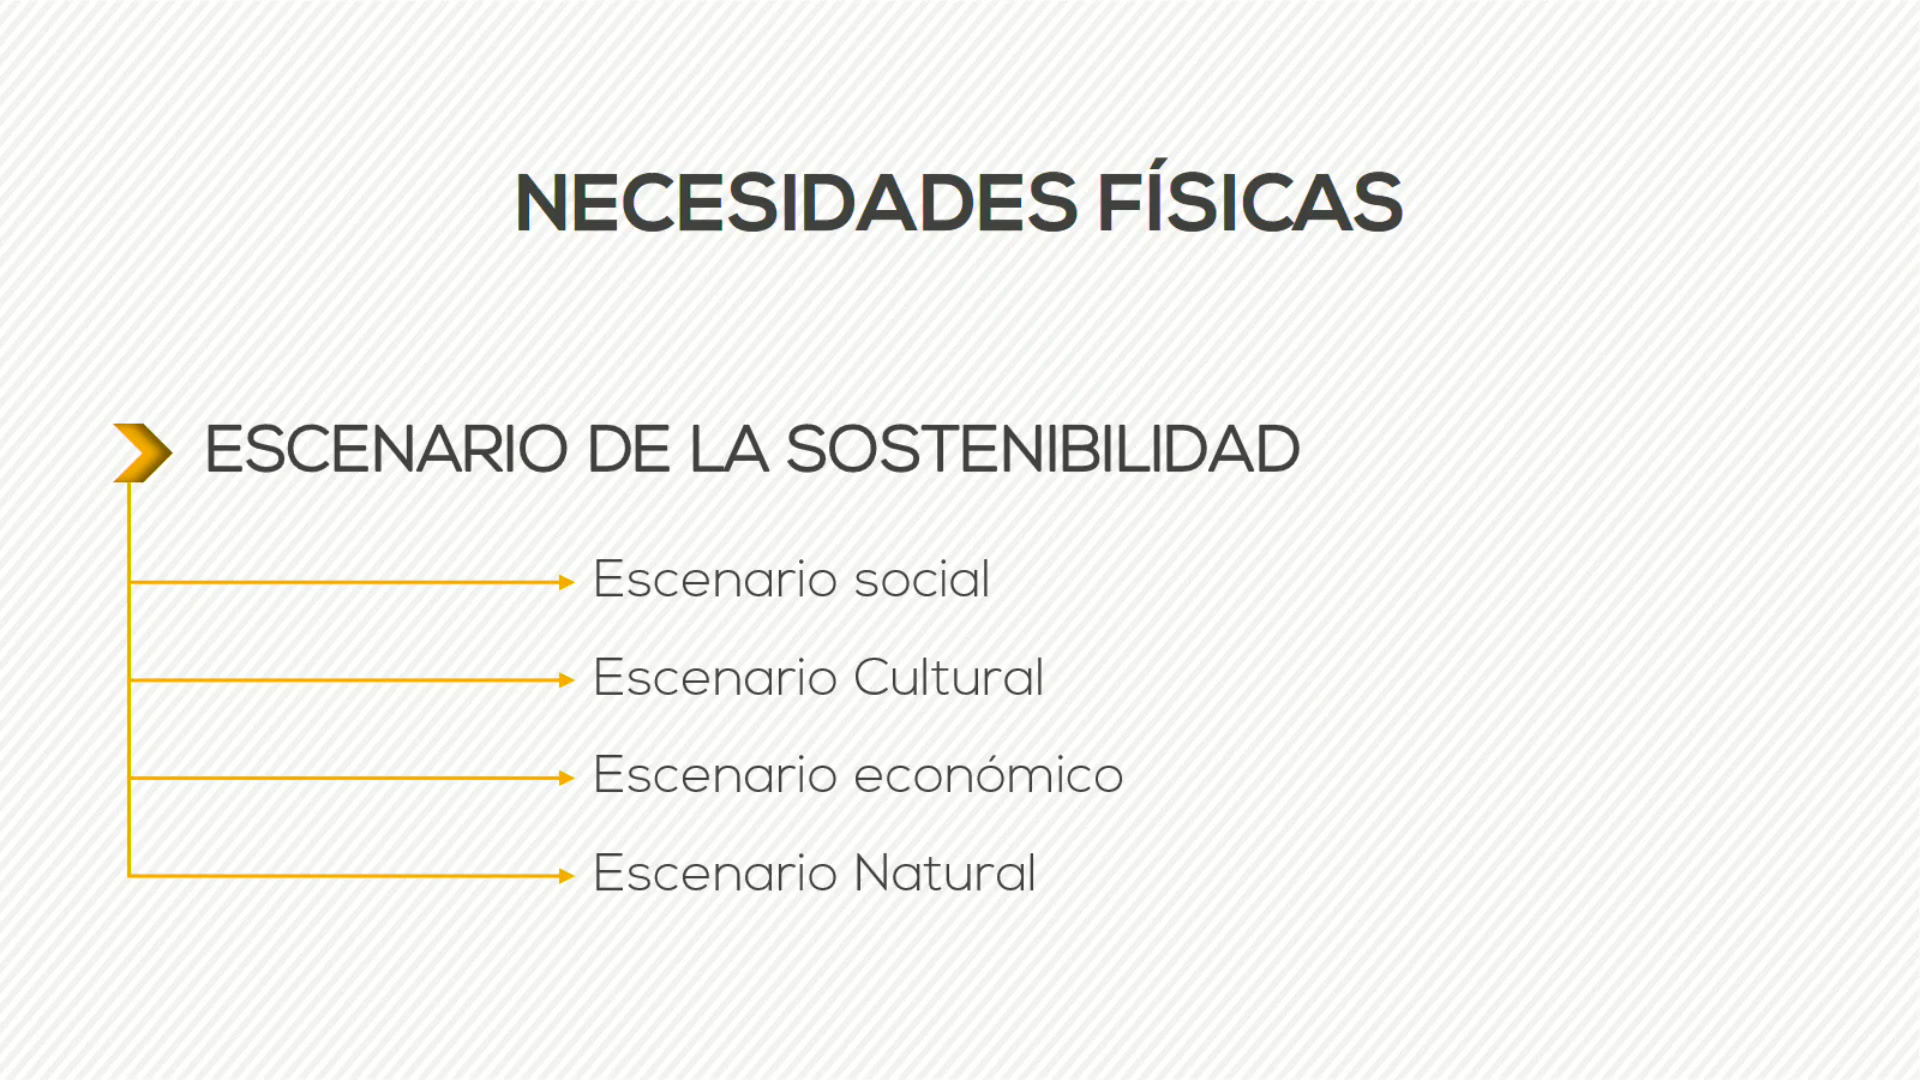 NECESIDADES FÍSICAS
ESCENARIO DE LA SOSTENIBILIDAD
Escenario social
Escenario Cultural
Escenario económico
Escenario Natural